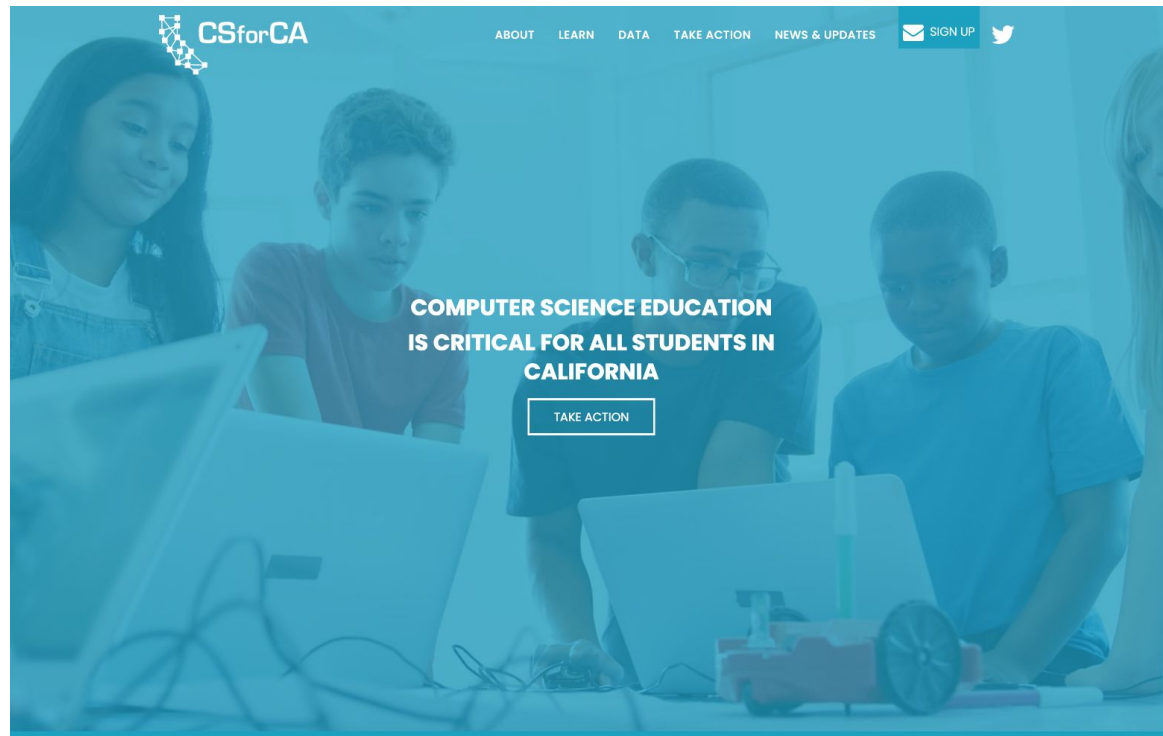 CSforCA
ABOUT LEARN DATA TAKE ACTION NEWS & UPDATES SIGN UP
COMPUTER SCIENCE EDUCATION
IS CRITICAL FOR ALL STUDENTS IN
CALIFORNIA
TAKE ACTION